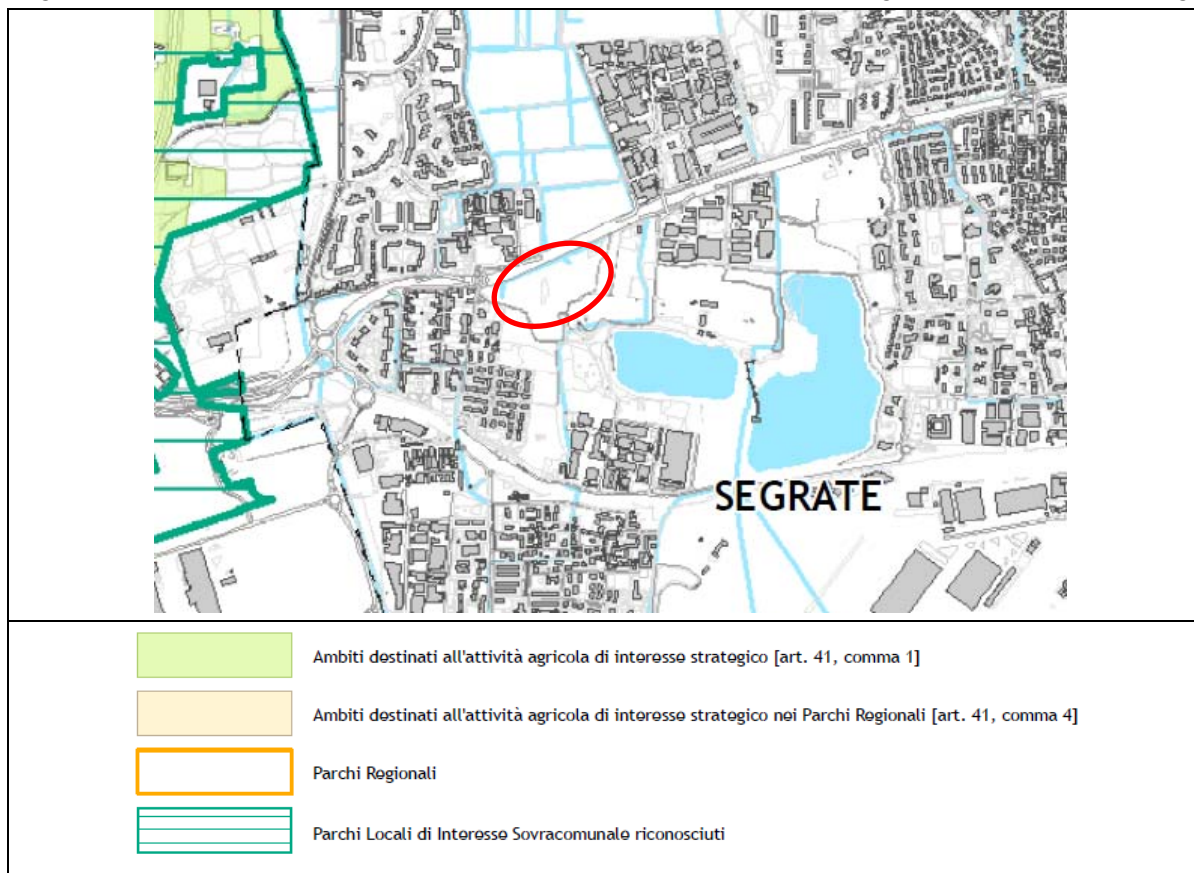 SEGRATE
Ambiti destinati all'attività agricola di interesse strategico [art. 41, comma 1]
Ambiti destinati all'attività agricola di interesse strategico nei Parchi Regionali [art. 41, comma 4]
Parchi Regionali
Parchi Locali di Interesse Sovracomunale riconosciuti